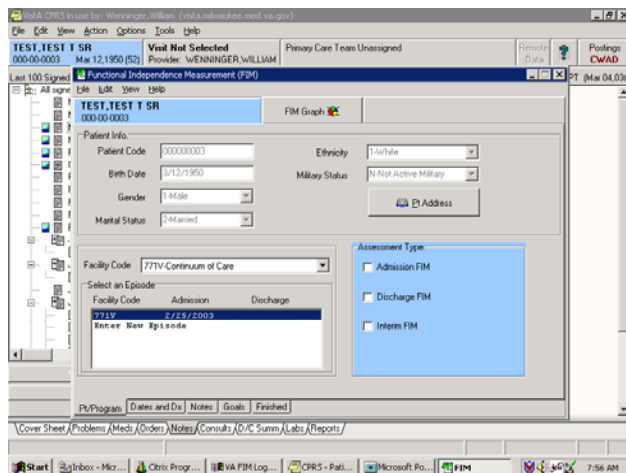 VistA CPRS in use by: Wenninger,William (vista.milwaukee.med.va.gov)
File Edit View Action Options Tools Help
TEST,TEST T SR Visit Not Selected Primary Care Team Unassigned Remote Postings
000-00-0003 Mar 12,1950 (52) Provider: WENNINGER,WILLIAM Data CWAD
Last 100 Signed Functional Independence Measurement (FIM) PT (Mar 04,03
All signe File Edit View Help
TEST,TEST T SR
000-00-0003
FIM Graph
Patient Info.
Patient Code 000000003 Ethnicity 1-White
Birth Date 3/12/1950 Military Status N-Not Active Military
Gender 1-Male Pt Address
Marital Status 2-Married
Facility Code 771V-Continuum of Care
Assessment Type:
Admission FIM
Discharge FIM
Interim FIM
Select an Episode
Facility Code Admission Discharge
771V 2/25/2003
Enter New Episode
Pt/Program Dates and Dx Notes Goals Finished
Cover Sheet Problems Meds Orders Notes Consults D/C Summ Labs Reports
Start Inbox - Micr... Citrix Progr... VA FIM Log... CPRS - Pati... Microsoft Po... FIM 7:56 AM